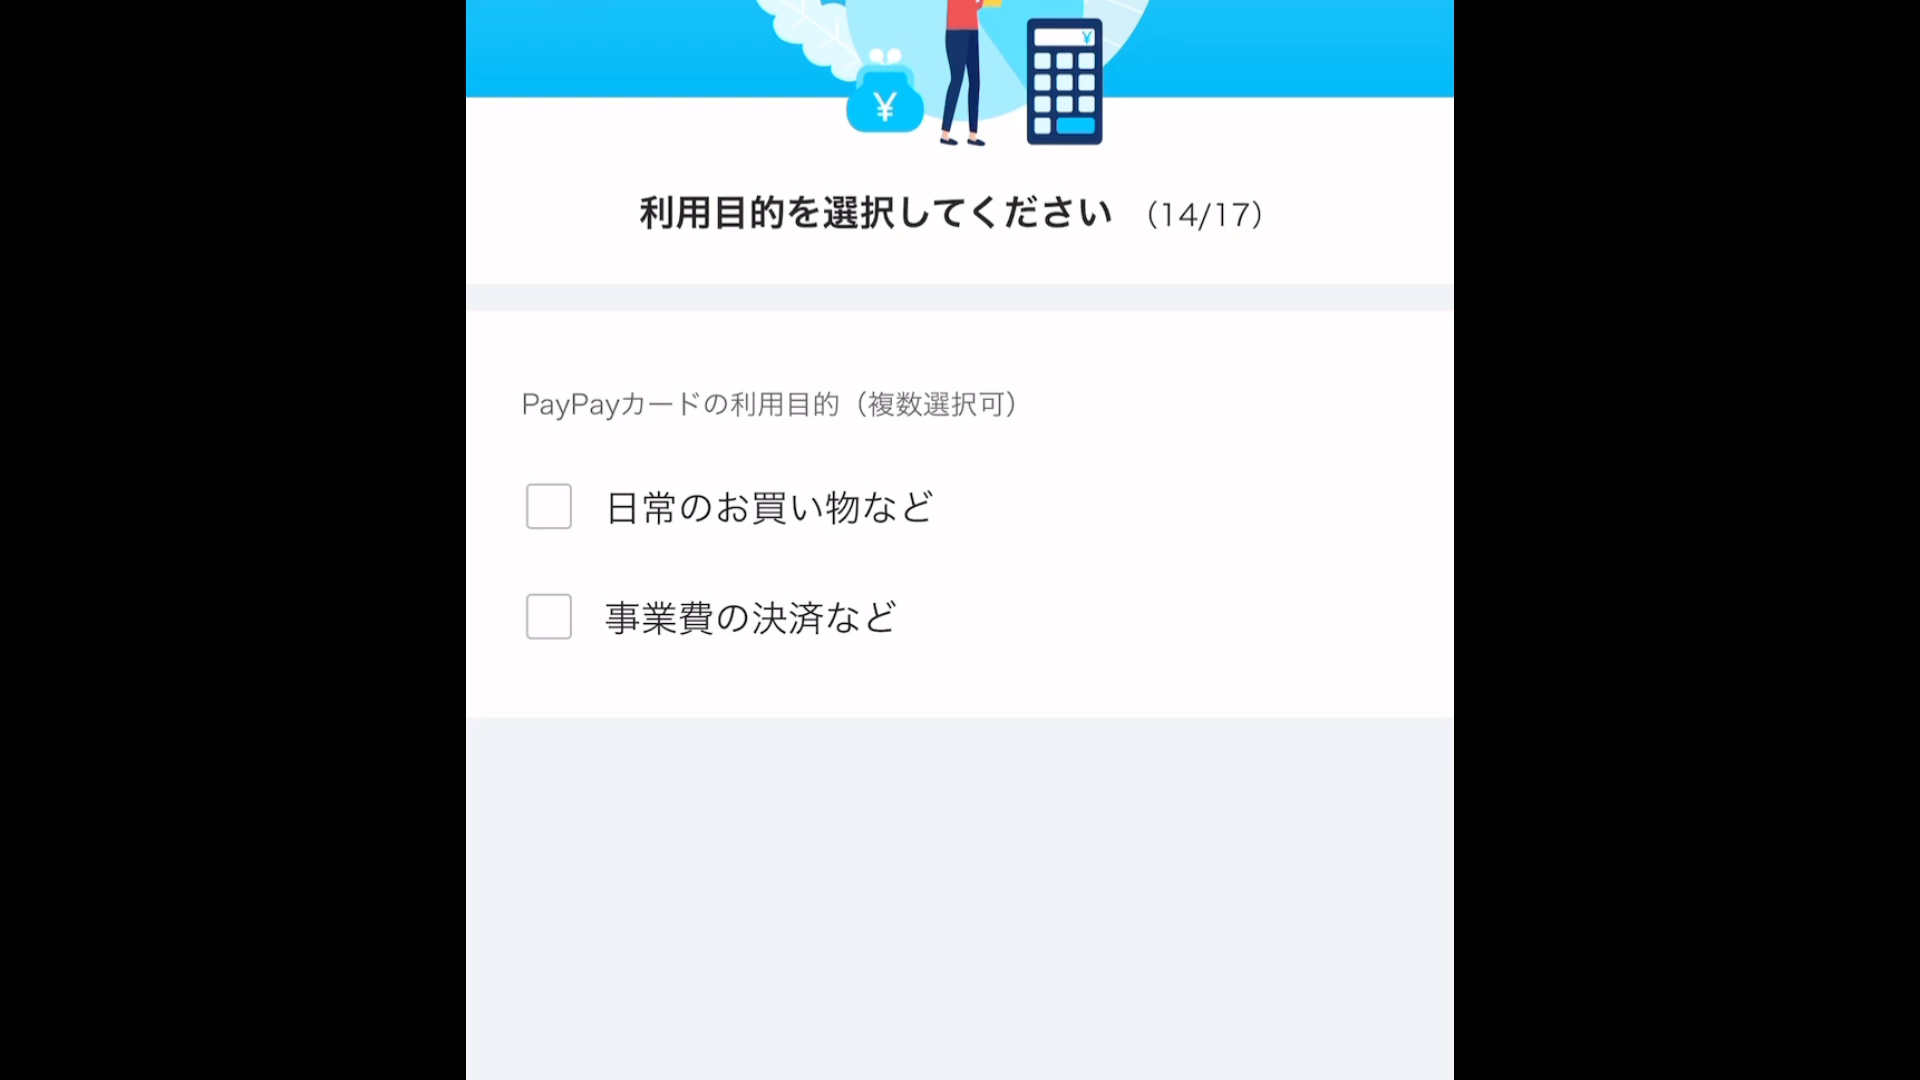 ¥
¥
利用目的を選択してください （14/17）
PayPayカードの利用目的（複数選択可）
日常のお買い物など
事業費の決済など